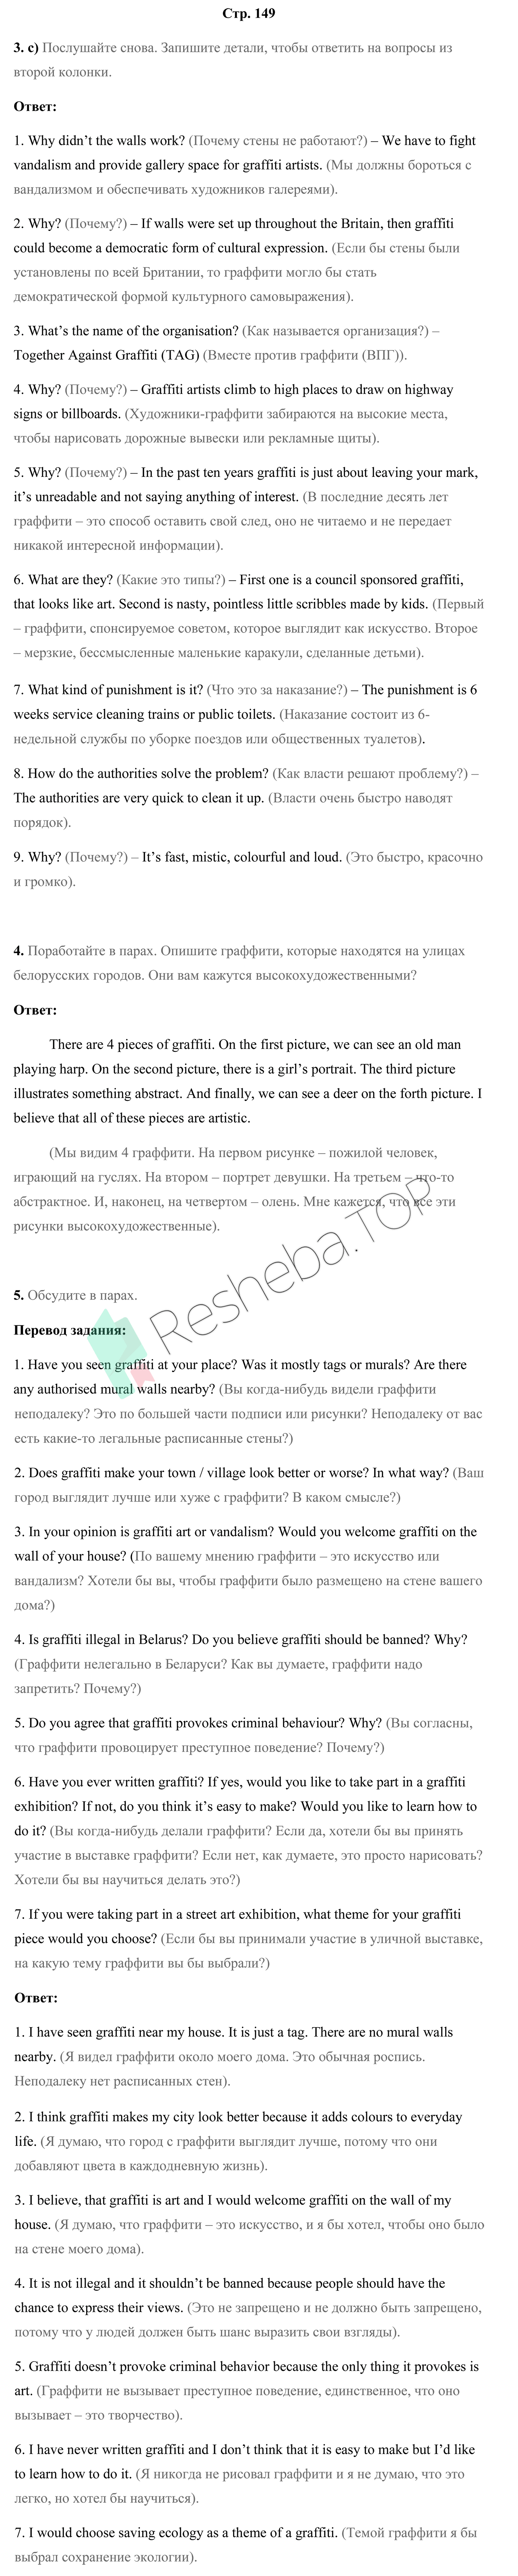 Стр. 149
3. c) Послушайте снова. Запишите детали, чтобы ответить на вопросы из
второй колонки.
Ответ:
1. Why didn’t the walls work? (Почему стены не работают?) – We have to fight
vandalism and provide gallery space for graffiti artists. (Мы должны бороться с
вандализмом и обеспечивать художников галереями).
2. Why? (Почему?) – If walls were set up throughout the Britain, then graffiti
could become a democratic form of cultural expression. (Если бы стены были
установлены по всей Британии, то граффити могло бы стать
демократической формой культурного самовыражения).
3. What’s the name of the organisation? (Как называется организация?) –
Together Against Graffiti (TAG) (Вместе против граффити (ВПГ)).
4. Why? (Почему?) – Graffiti artists climb to high places to draw on highway
signs or billboards. (Художники-граффити забираются на высокие места,
чтобы нарисовать дорожные вывески или рекламные щиты).
5. Why? (Почему?) – In the past ten years graffiti is just about leaving your mark,
it’s unreadable and not saying anything of interest. (В последние десять лет
граффити – это способ оставить свой след, оно не читаемо и не передает
никакой интересной информации).
6. What are they? (Какие это типы?) – First one is a council sponsored graffiti,
that looks like art. Second is nasty, pointless little scribbles made by kids. (Первый
– граффити, спонсируемое советом, которое выглядит как искусство. Второе
– мерзкие, бессмысленные маленькие каракули, сделанные детьми).
7. What kind of punishment is it? (Что это за наказание?) – The punishment is 6
weeks service cleaning trains or public toilets. (Наказание состоит из 6-
недельной службы по уборке поездов или общественных туалетов).
8. How do the authorities solve the problem? (Как власти решают проблему?) –
The authorities are very quick to clean it up. (Власти очень быстро наводят
порядок).
9. Why? (Почему?) – It’s fast, mistic, colourful and loud. (Это быстро, красочно
и громко).
4. Поработайте в парах. Опишите граффити, которые находятся на улицах
белорусских городов. Они вам кажутся высокохудожественными?
Ответ:
There are 4 pieces of graffiti. On the first picture, we can see an old man
playing harp. On the second picture, there is a girl’s portrait. The third picture
illustrates something abstract. And finally, we can see a deer on the forth picture. I
believe that all of these pieces are artistic.
(Мы видим 4 граффити. На первом рисунке – пожилой человек,
играющий на гуслях. На втором – портрет девушки. На третьем – что-то
абстрактное. И, наконец, на четвертом – олень. Мне кажется, что все эти
рисунки высокохудожественные).
Resheba.TOP
5. Обсудите в парах.
Перевод задания:
1. Have you seen graffiti at your place? Was it mostly tags or murals? Are there
any authorised mural walls nearby? (Вы когда-нибудь видели граффити
неподалеку? Это по большей части подписи или рисунки? Неподалеку от вас
есть какие-то легальные расписанные стены?)
2. Does graffiti make your town / village look better or worse? In what way? (Ваш
город выглядит лучше или хуже с граффити? В каком смысле?)
3. In your opinion is graffiti art or vandalism? Would you welcome graffiti on the
wall of your house? (По вашему мнению граффити – это искусство или
вандализм? Хотели бы вы, чтобы граффити было размещено на стене вашего
дома?)
4. Is graffiti illegal in Belarus? Do you believe graffiti should be banned? Why?
(Граффити нелегально в Беларуси? Как вы думаете, граффити надо
запретить? Почему?)
5. Do you agree that graffiti provokes criminal behaviour? Why? (Вы согласны,
что граффити провоцирует преступное поведение? Почему?)
6. Have you ever written graffiti? If yes, would you like to take part in a graffiti
exhibition? If not, do you think it’s easy to make? Would you like to learn how to
do it? (Вы когда-нибудь делали граффити? Если да, хотели бы вы принять
участие в выставке граффити? Если нет, как думаете, это просто нарисовать?
Хотели бы вы научиться делать это?)
7. If you were taking part in a street art exhibition, what theme for your graffiti
piece would you choose? (Если бы вы принимали участие в уличной выставке,
на какую тему граффити вы бы выбрали?)
Ответ:
1. I have seen graffiti near my house. It is just a tag. There are no mural walls
nearby. (Я видел граффити около моего дома. Это обычная роспись.
Неподалеку нет расписанных стен).
2. I think graffiti makes my city look better because it adds colours to everyday
life. (Я думаю, что город с граффити выглядит лучше, потому что они
добавляют цвета в каждодневную жизнь).
3. I believe, that graffiti is art and I would welcome graffiti on the wall of my
house. (Я думаю, что граффити – это искусство, и я бы хотел, чтобы оно было
на стене моего дома).
4. It is not illegal and it shouldn’t be banned because people should have the
chance to express their views. (Это не запрещено и не должно быть запрещено,
потому что у людей должен быть шанс выразить свои взгляды).
5. Graffiti doesn’t provoke criminal behavior because the only thing it provokes is
art. (Граффити не вызывает преступное поведение, единственное, что оно
вызывает – это творчество).
6. I have never written graffiti and I don’t think that it is easy to make but I’d like
to learn how to do it. (Я никогда не рисовал граффити и я не думаю, что это
легко, но хотел бы научиться).
7. I would choose saving ecology as a theme of a graffiti. (Темой граффити я бы
выбрал сохранение экологии).